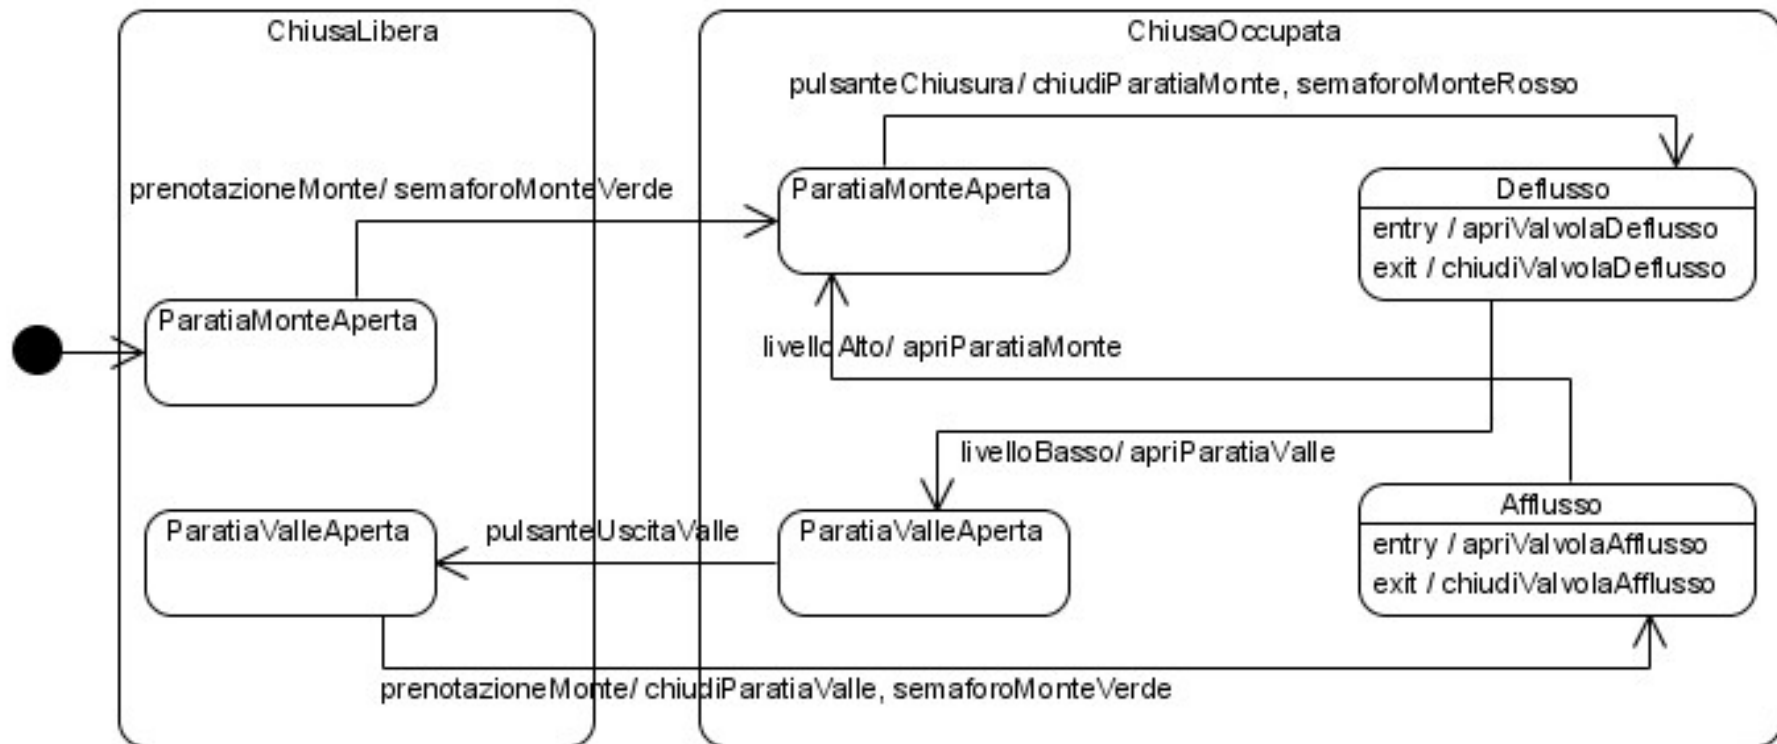 ChiusaLibera
ChiusaOccupata
pulsanteChiusura/ chiudiParatiaMonte, semaforoMonteRosso
prenotazioneMonte/ semaforoMonteVerde
ParatiaMonteAperta
Deflusso
entry / apriValvolaDeflusso
exit / chiudiValvolaDeflusso
ParatiaMonteAperta
livelloAlto/ apriParatiaMonte
livelloBasso/ apriParatiaValle
ParatiaValleAperta
pulsanteUscitaValle
ParatiaValleAperta
Afflusso
entry / apriValvolaAfflusso
exit / chiudiValvolaAfflusso
prenotazioneMonte/ chiudiParatiaValle, semaforoMonteVerde